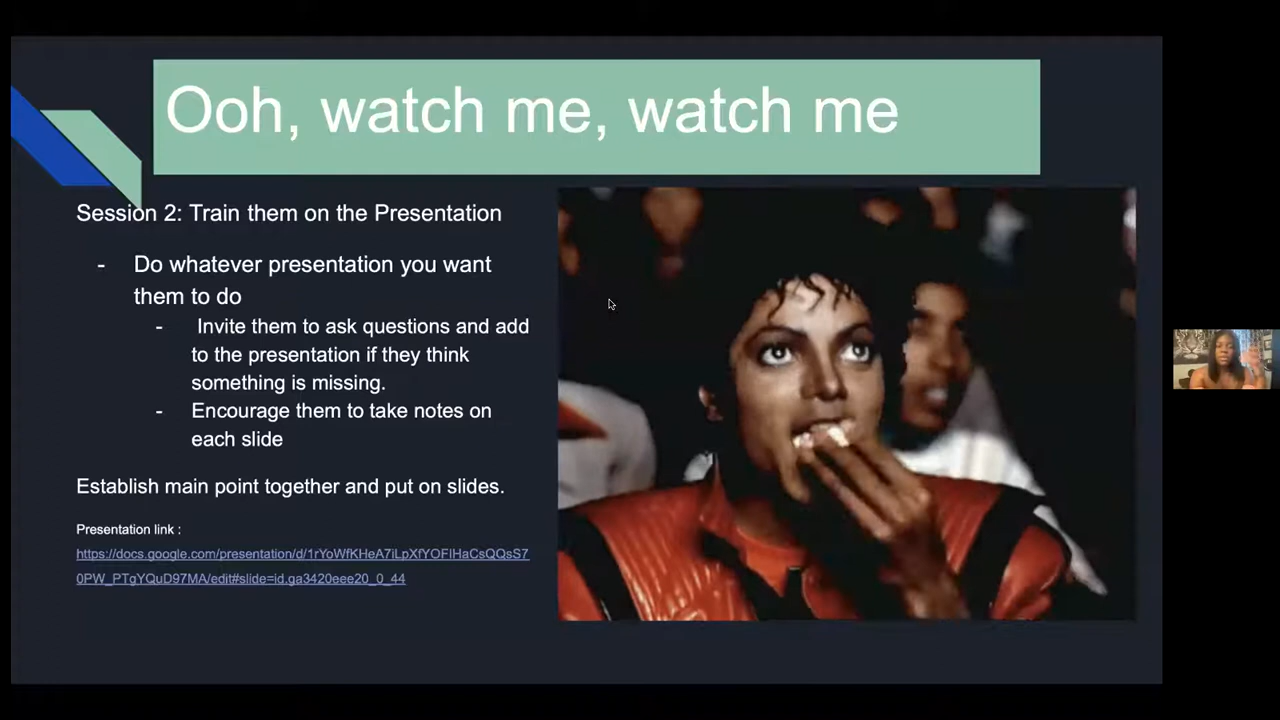 Ooh, watch me, watch me
Session 2: Train them on the Presentation
- Do whatever presentation you want
them to do
- Invite them to ask questions and add
to the presentation if they think
something is missing.
- Encourage them to take notes on
each slide
Establish main point together and put on slides.
Presentation link :
https://docs.google.com/presentation/d/1rYoWfKHeA7iLpXfYOFIHaCsQQsS7
0PW_PTgYQuD97MA/edit#slide=id.ga3420eee20_0_44